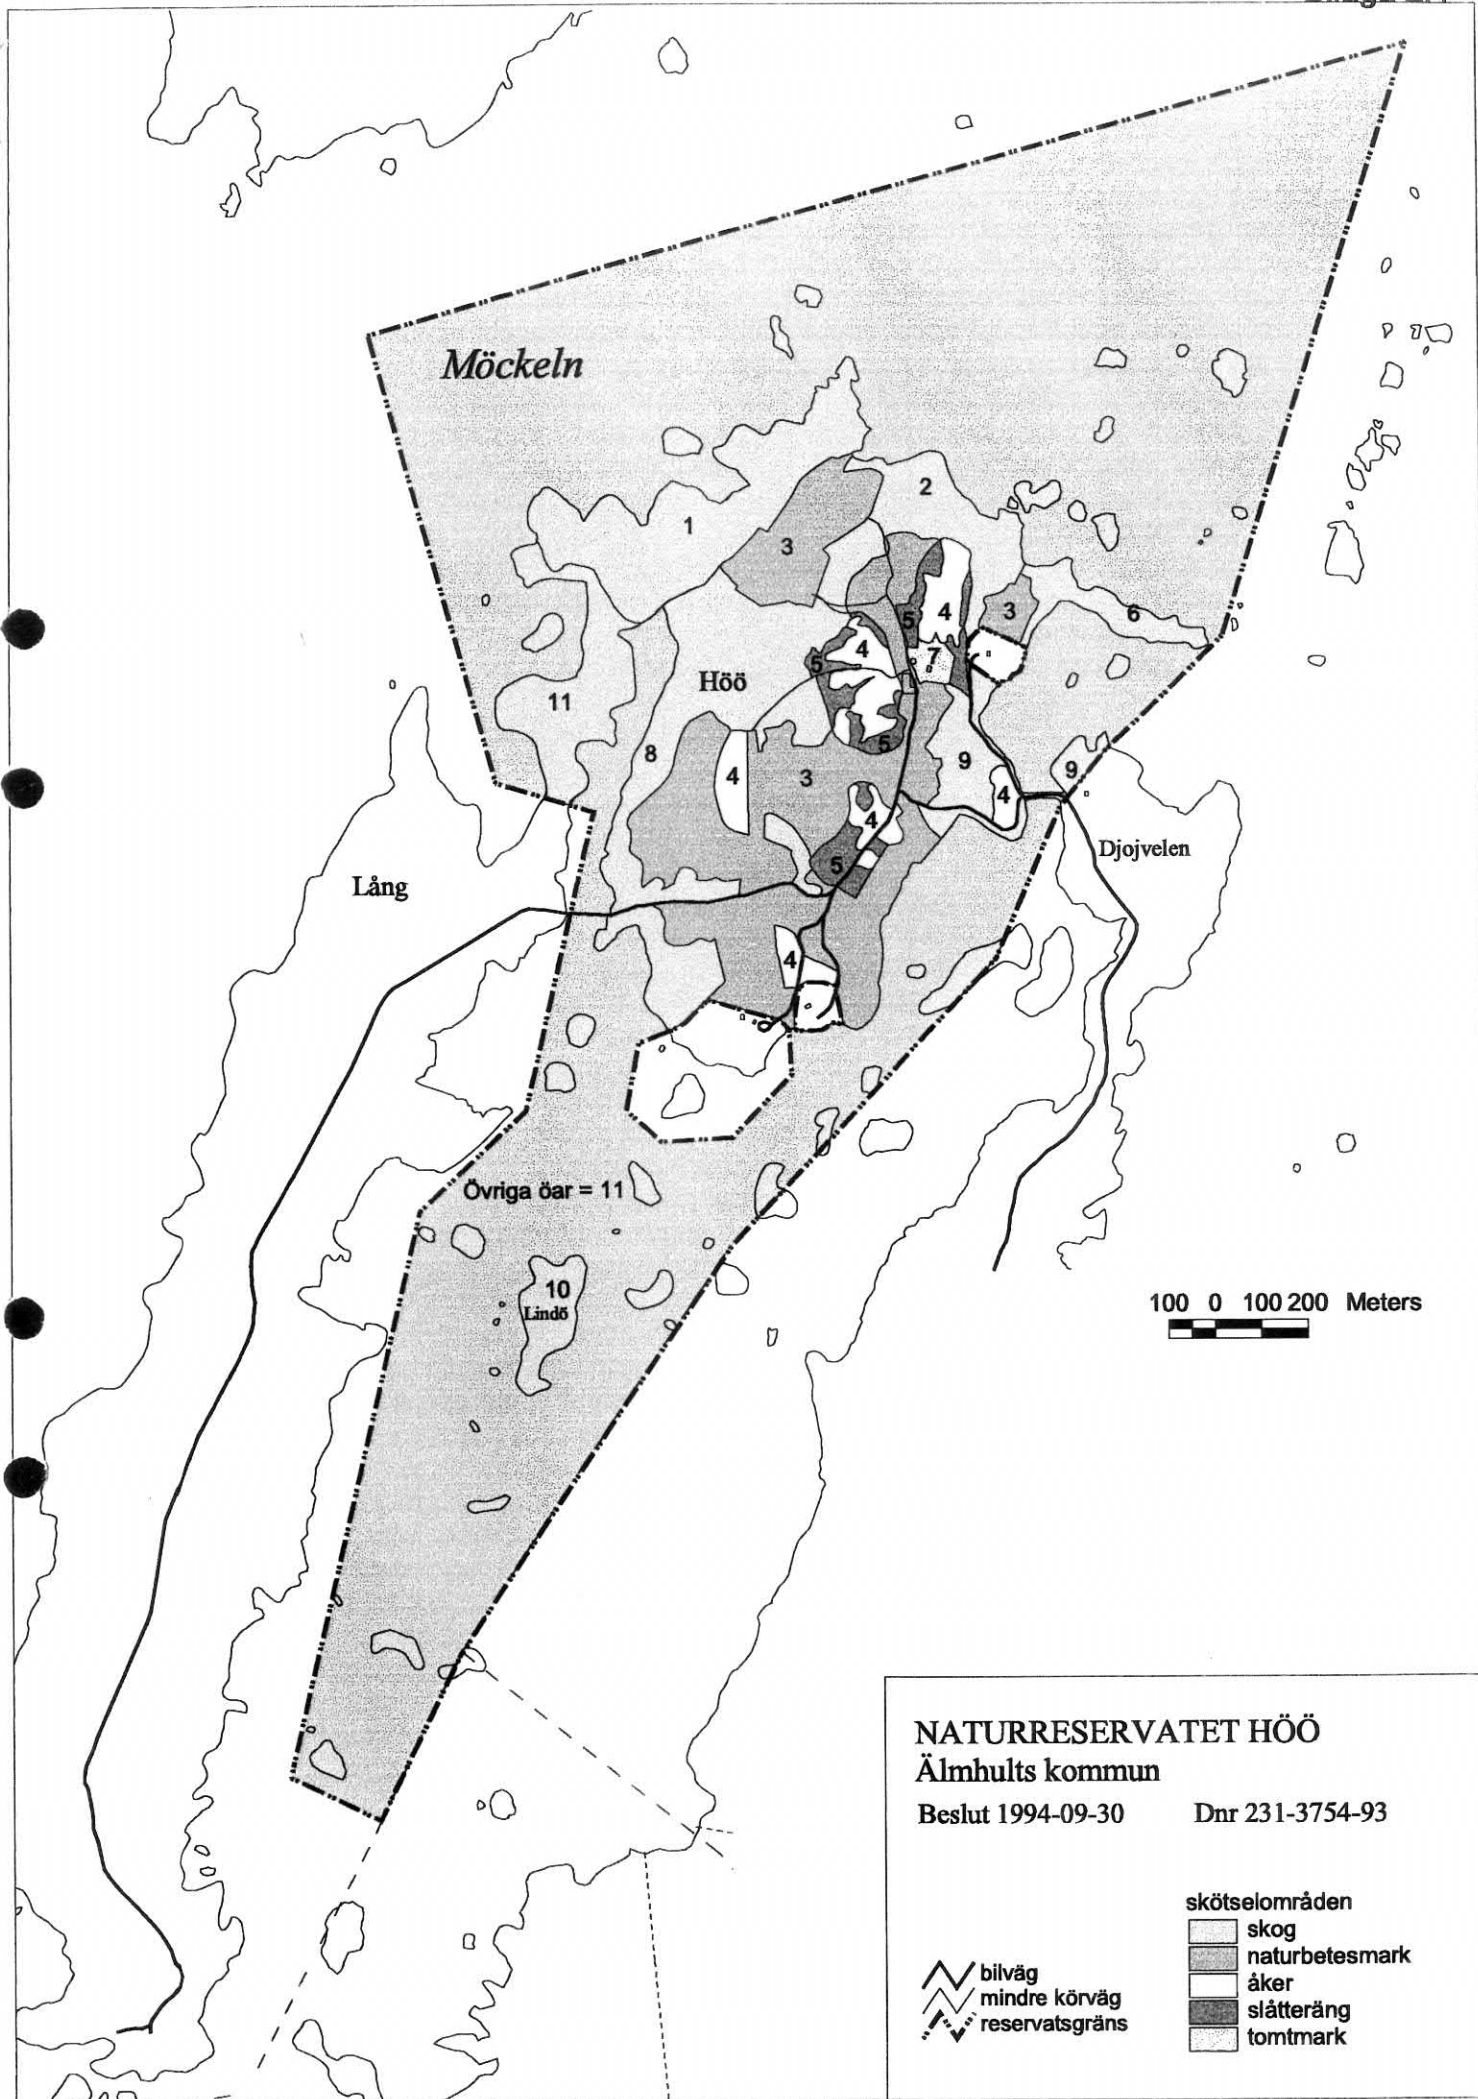 Möckeln
2
1
3
3
6
5
4
4
7
5
Höö
11
5
8
9
9
4
3
4
4
Djojvelen
5
Lång
4
Övriga öar = 11
10
Lindö
100 0 100 200 Meters
NATURRESERVATET HÖÖ
Älmhults kommun
Beslut 1994-09-30 Dnr 231-3754-93
skötselområden
skog
naturbetesmark
åker
slåtteräng
tomtmark
bilväg
mindre körväg
reservatsgräns